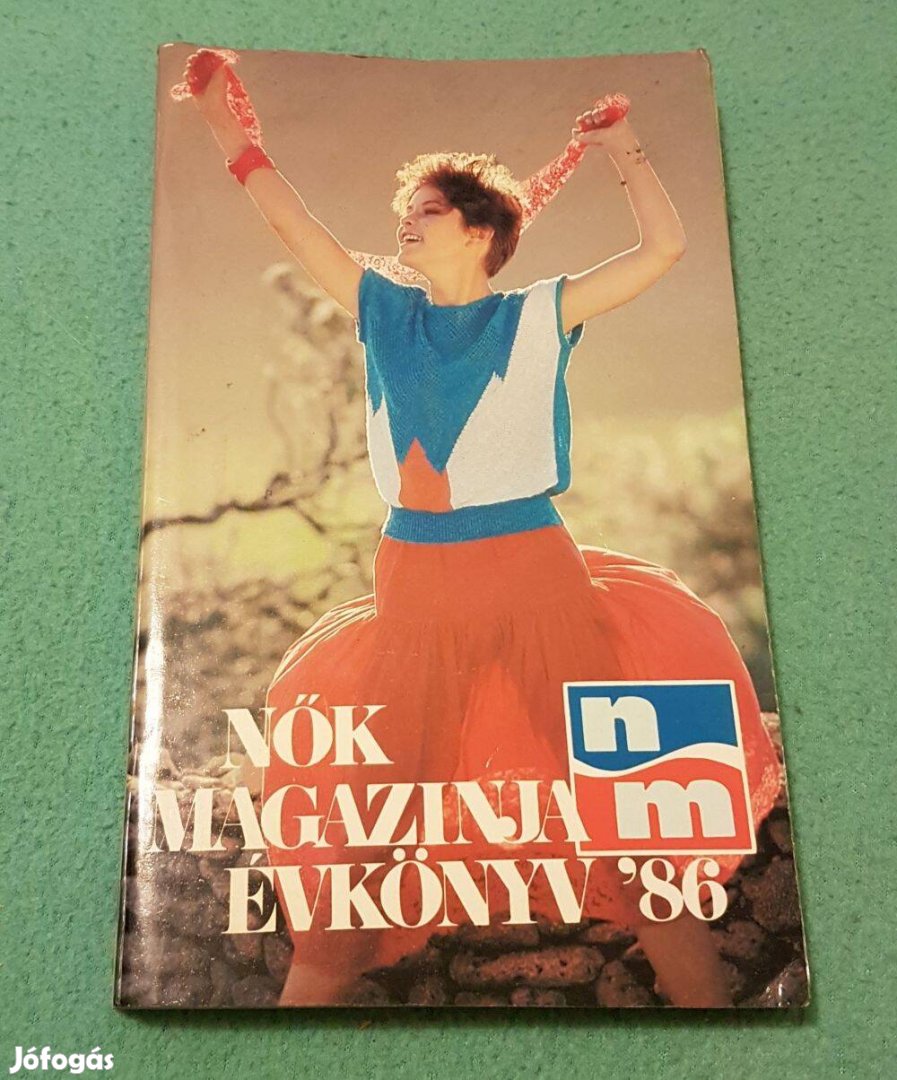 NŐK
MAGAZINJA
ÉVKÖNYV '86
n
m
Jófogás